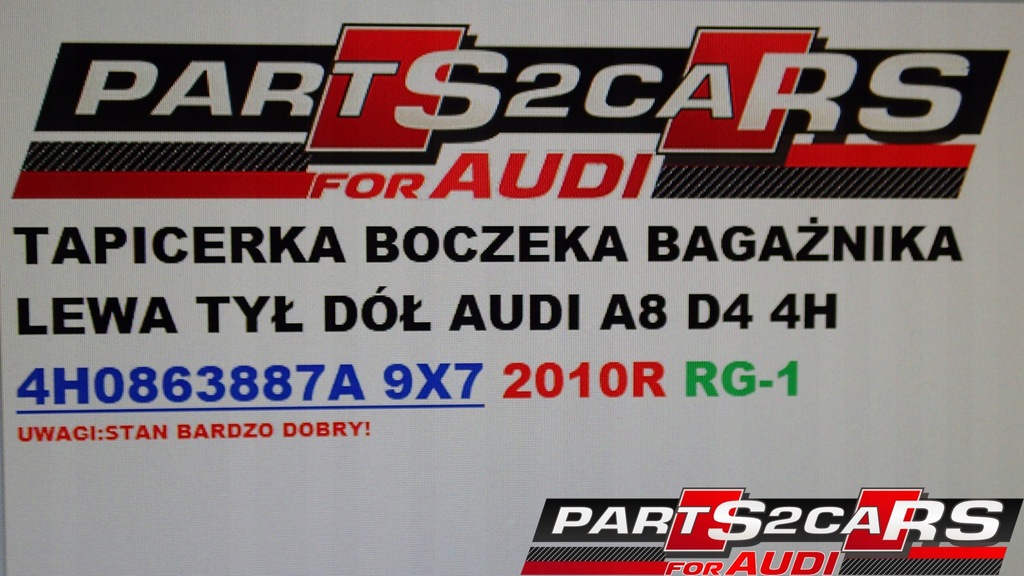 PARTS2CARS
FOR AUDI
TAPICERKA BOCZEKA BAGAŻNIKA
LEWA TYŁ DÓŁ AUDI A8 D4 4H
4H0863887A 9X7 2010R RG-1
UWAGI:STAN BARDZO DOBRY!
PARTS2CARS
FOR AUDI